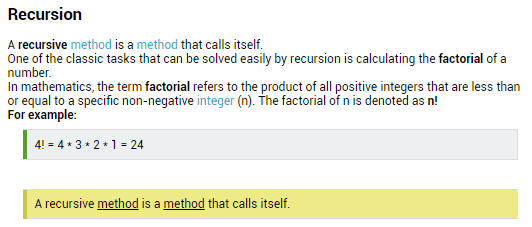 Recursion
A recursive method is a method that calls itself.
One of the classic tasks that can be solved easily by recursion is calculating the factorial of a
number.
In mathematics, the term factorial refers to the product of all positive integers that are less than
or equal to a specific non-negative integer (n). The factorial of n is denoted as n!
For example:
4! = 4 * 3 * 2 * 1 = 24
A recursive method is a method that calls itself.